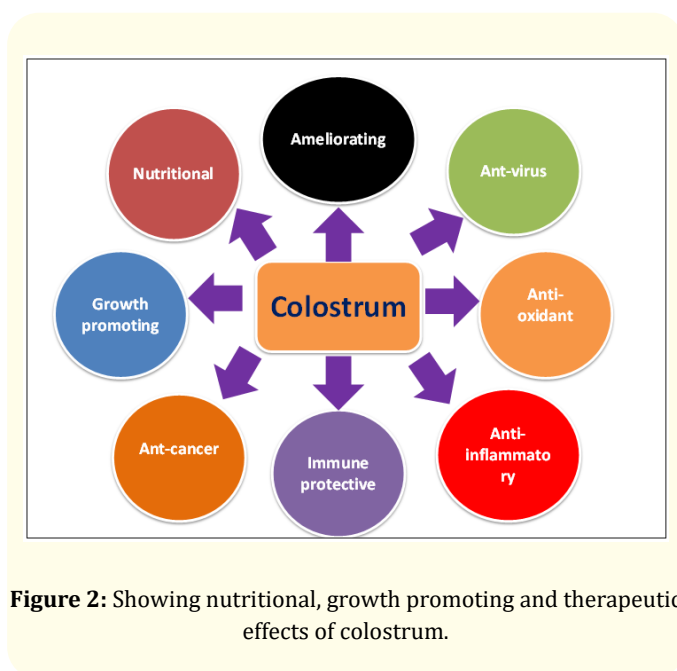 Ameliorating
Nutritional
Ant-virus
Colostrum
Growth
promoting
Anti-
oxidant
Ant-cancer
Immune
protective
Anti-
inflammato
ry
Figure 2: Showing nutritional, growth promoting and therapeutic
effects of colostrum.